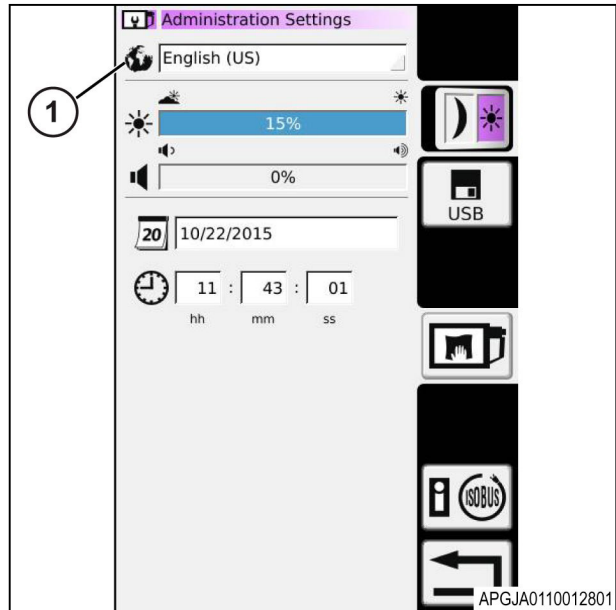 Administration Settings
English (US)
1
15%
0%
USB
20
10/22/2015
11 : 43 : 01
hh mm ss
ISOBUS
APGJA0110012801